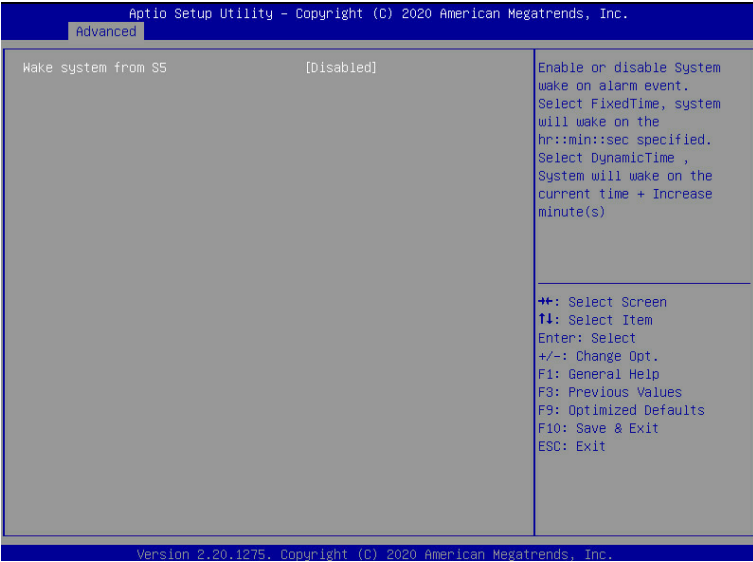 Aptio Setup Utility – Copyright (C) 2020 American Megatrends, Inc.
Advanced
Wake system from S5 [Disabled]
Enable or disable System
wake on alarm event.
Select FixedTime, system
will wake on the
hr::min::sec specified.
Select DynamicTime ,
System will wake on the
current time + Increase
minute(s)
→←: Select Screen
↑↓: Select Item
Enter: Select
+/-: Change Opt.
F1: General Help
F3: Previous Values
F9: Optimized Defaults
F10: Save & Exit
ESC: Exit
Version 2.20.1275. Copyright (C) 2020 American Megatrends, Inc.